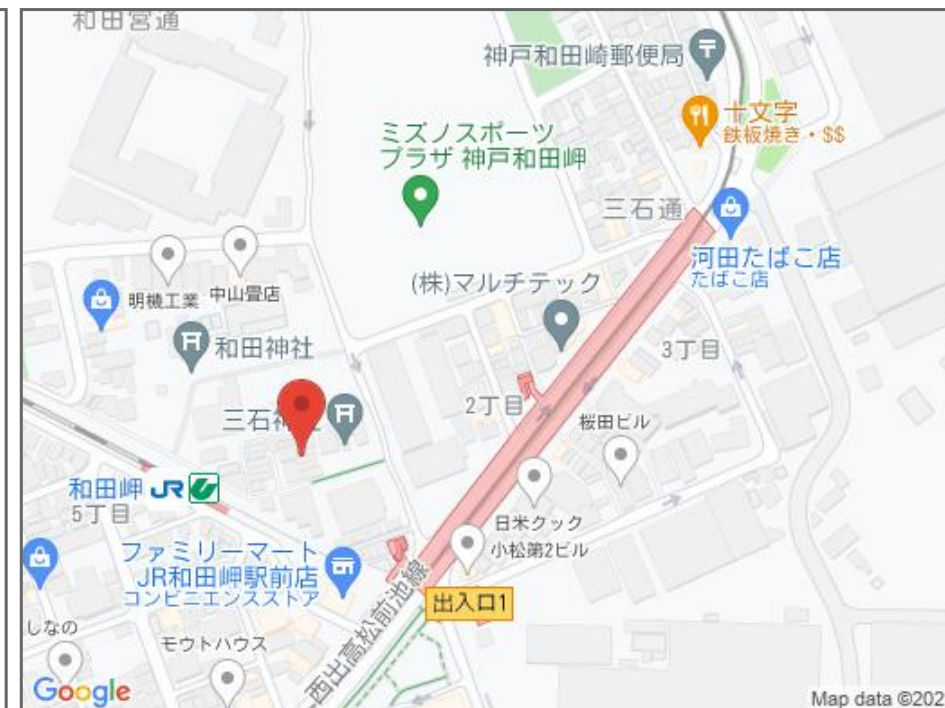 和田宮通
神戸和田崎郵便局
十文字
鉄板焼き・$$
ミズノスポーツ
プラザ 神戸和田岬
三石通
河田たばこ店
たばこ店
(株)マルチテック
明機工業
中山畳店
和田神社
3丁目
2丁目
三石神
桜田ビル
和田岬 JR
5丁目
日米クック
小松第2ビル
ファミリーマート
JR和田岬駅前店
コンビニエンスストア
出入口1
西出高松前池線
しなの
モウトハウス
Google
Map data ©202